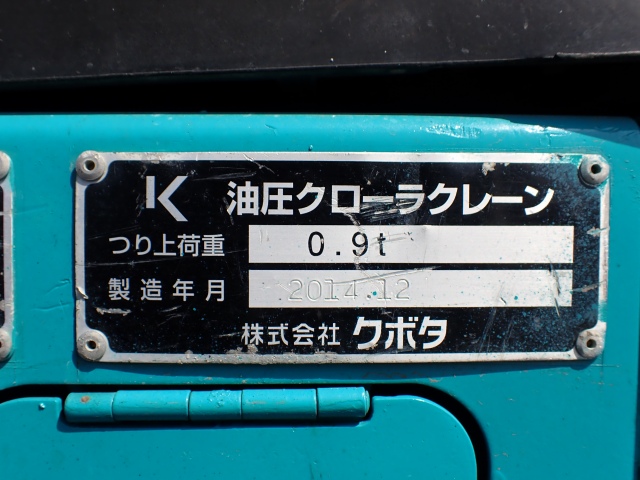 K 油圧クローラクレーン
つり上荷重 0.9t
製造年月 2014.12
株式会社 クボタ